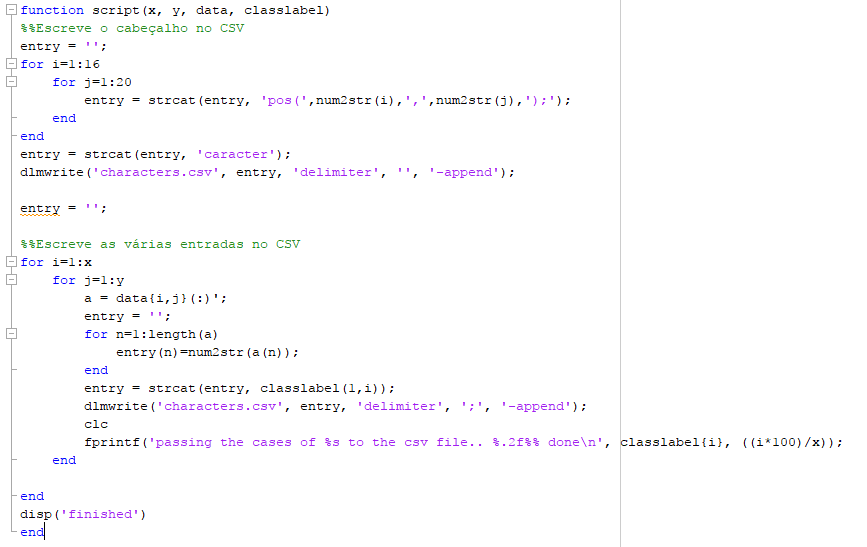 function script(x, y, data, classlabel)
%%Escreve o cabeçalho no CSV
entry = '';
for i=1:16
    for j=1:20
        entry = strcat(entry, 'pos(',num2str(i),',',num2str(j),');');
    end
end
entry = strcat(entry, 'caracter');
dlmwrite('characters.csv', entry, 'delimiter', '', '-append');

entry = '';

%%Escreve as várias entradas no CSV
for i=1:x
    for j=1:y
        a = data{i,j}(:)';
        entry = '';
        for n=1:length(a)
            entry(n)=num2str(a(n));
        end
        entry = strcat(entry, classlabel(1,i));
        dlmwrite('characters.csv', entry, 'delimiter', ';', '-append');
        clc
        fprintf('passing the cases of %s to the csv file.. %.2f%% done\n', classlabel{i}, ((i*100)/x));
    end

end
disp('finished')
end